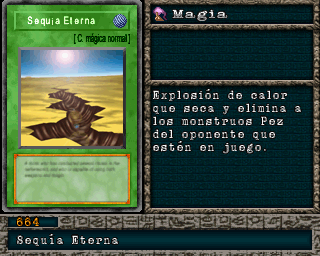 Sequía Eterna
[C. mágica normal]
Magia
Explosión de calor
que seca y elimina a
los monstruos Pez
del oponente que
estén en juego.
664
Sequía Eterna